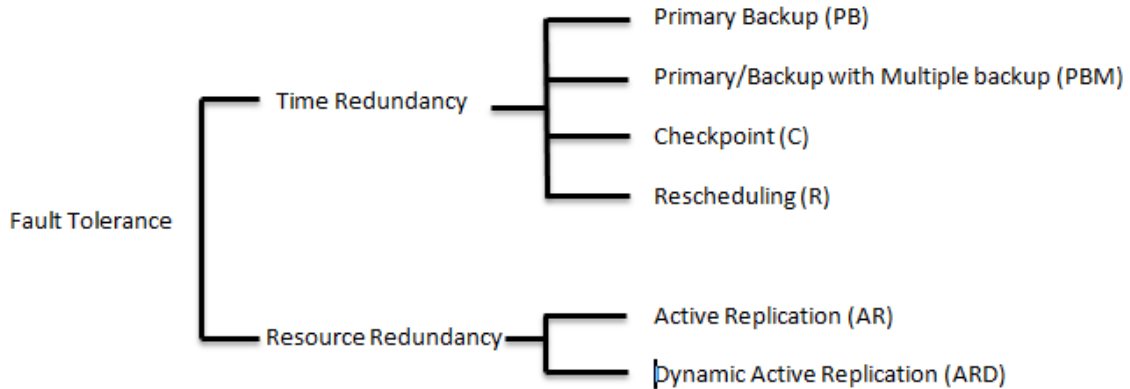 Primary Backup (PB)
Primary/Backup with Multiple backup (PBM)
Time Redundancy
Checkpoint (C)
Rescheduling (R)
Fault Tolerance
Active Replication (AR)
Resource Redundancy
Dynamic Active Replication (ARD)